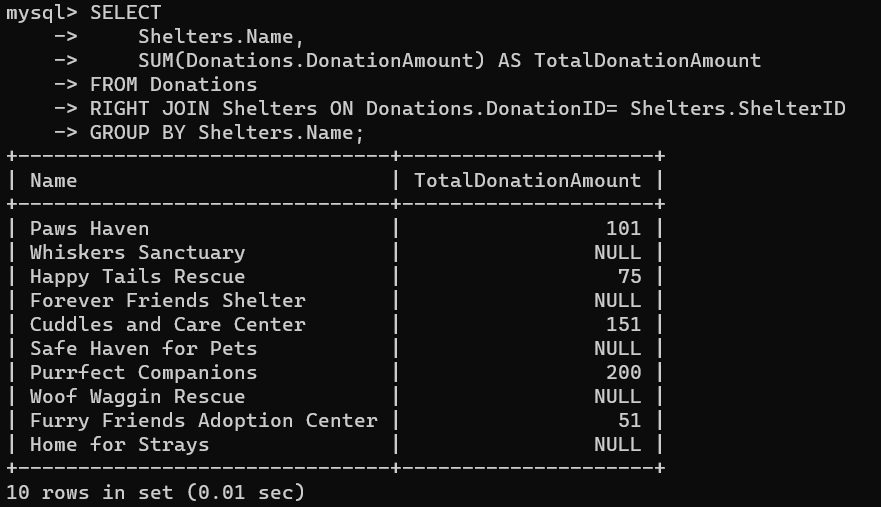 mysql> SELECT
    ->     Shelters.Name,
    ->     SUM(Donations.DonationAmount) AS TotalDonationAmount
    -> FROM Donations
    -> RIGHT JOIN Shelters ON Donations.DonationID= Shelters.ShelterID
    -> GROUP BY Shelters.Name;
+-------------------------------+---------------------+
| Name                          | TotalDonationAmount |
+-------------------------------+---------------------+
| Paws Haven                    |                 101 |
| Whiskers Sanctuary            |                NULL |
| Happy Tails Rescue            |                  75 |
| Forever Friends Shelter       |                NULL |
| Cuddles and Care Center       |                 151 |
| Safe Haven for Pets           |                NULL |
| Purrfect Companions           |                 200 |
| Woof Waggin Rescue            |                NULL |
| Furry Friends Adoption Center |                  51 |
| Home for Strays               |                NULL |
+-------------------------------+---------------------+
10 rows in set (0.01 sec)